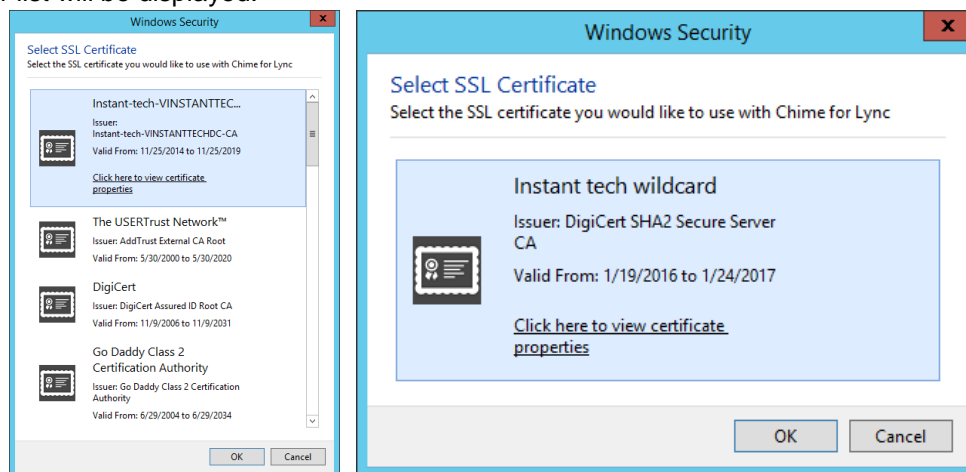 list will be displayed.
Windows Security
x
Select SSL Certificate
Select the SSL certificate you would like to use with Chime for Lync
Instant-tech-VINSTANTTEC...
Issuer:
Instant-tech-VINSTANTTECHDC-CA
Valid From: 11/25/2014 to 11/25/2019
Click here to view certificate
properties
The USERTrust Network™
Issuer: AddTrust External CA Root
Valid From: 5/30/2000 to 5/30/2020
DigiCert
Issuer: DigiCert Assured ID Root CA
Valid From: 11/9/2006 to 11/9/2031
Go Daddy Class 2
Certification Authority
Issuer: Go Daddy Class 2 Certification
Authority
Valid From: 6/29/2004 to 6/29/2034
OK Cancel
Windows Security
x
Select SSL Certificate
Select the SSL certificate you would like to use with Chime for Lync
Instant tech wildcard
Issuer: DigiCert SHA2 Secure Server
CA
Valid From: 1/19/2016 to 1/24/2017
Click here to view certificate
properties
OK Cancel